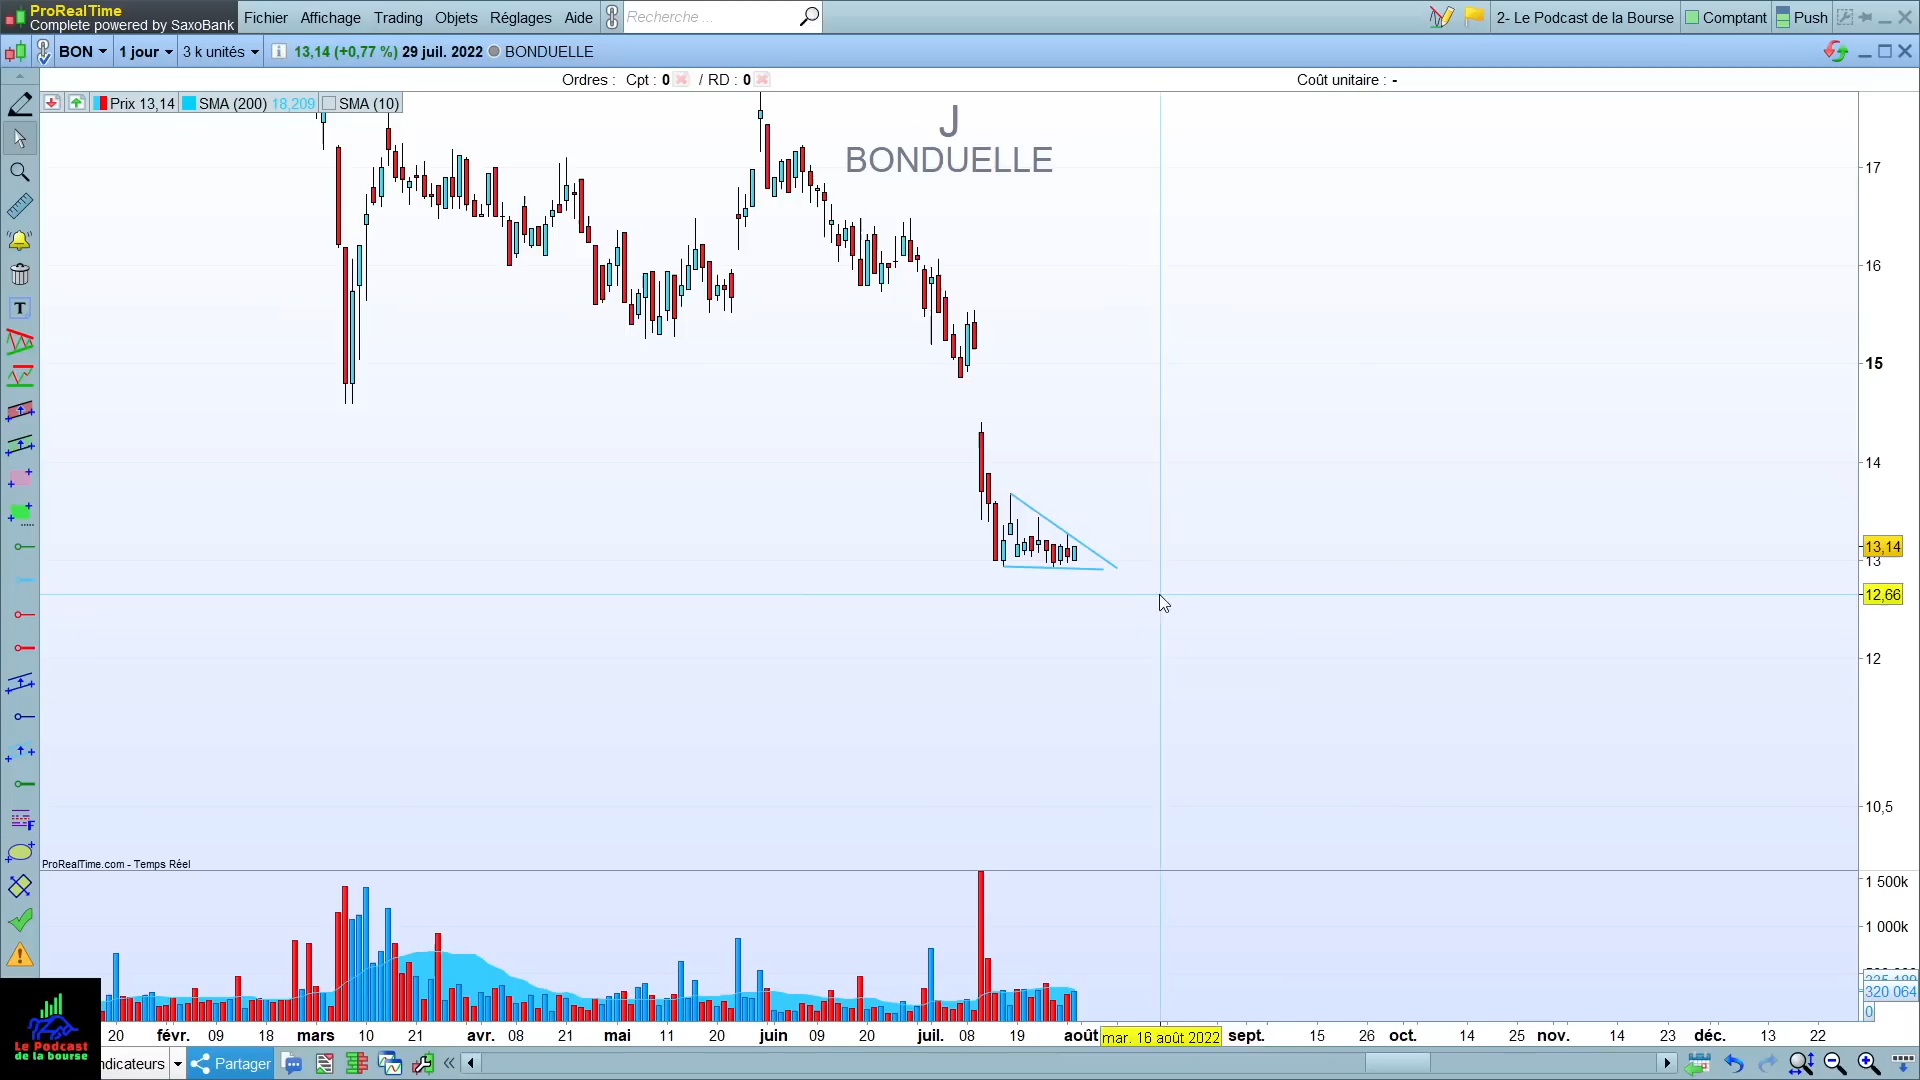 ProRealTime
Complete powered by SaxoBank
Fichier Affichage Trading Objets Réglages Aide Recherche ... 2- Le Podcast de la Bourse Comptant Push
BON 1 jour 3 k unités 13,14 (+0,77 %) 29 juil. 2022 BONDUELLE
Ordres : Cpt : 0 / RD : 0 Coût unitaire : -
Prix 13,14 SMA (200) 18,209 SMA (10)
J
BONDUELLE
17
16
15
14
13,14
13
12,66
12
10,5
ProRealTime.com - Temps Réel
1 500k
1 000k
320 064
0
20 févr. 09 18 mars 10 21 avr. 08 21 mai 11 20 juin 09 20 juil. 08 19 août mar. 16 août 2022 sept. 15 26 oct. 14 25 nov. 14 23 déc. 13 22
Le Podcast
de la bourse
ndicateurs Partager